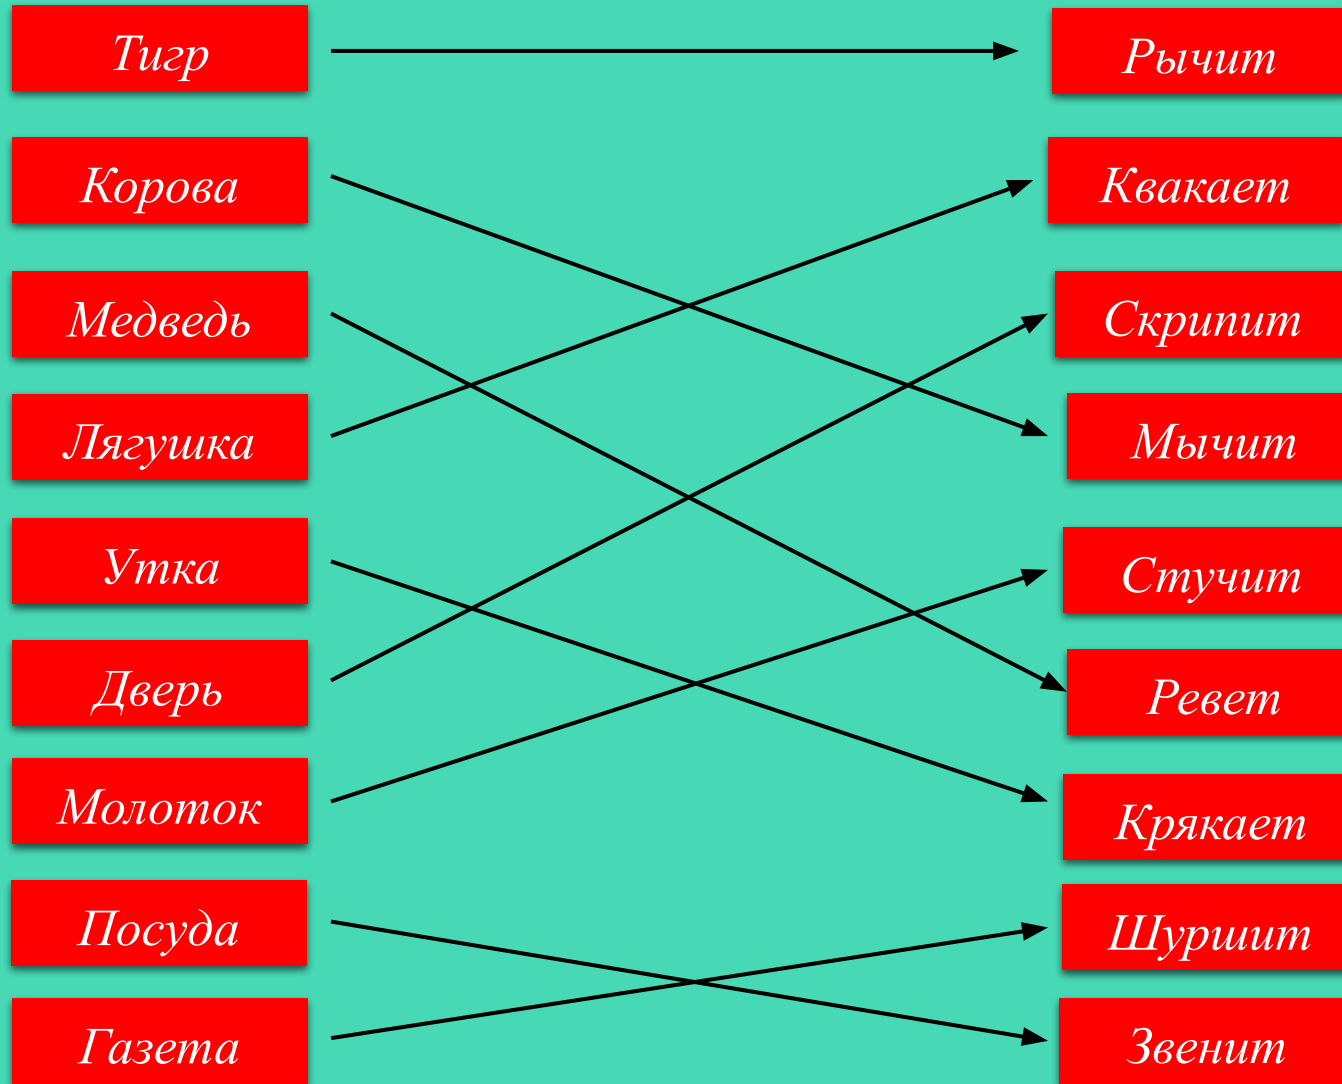 Тигр
Рычит
Корова
Квакает
Медведь
Скрипит
Лягушка
Мычит
Утка
Стучит
Дверь
Ревет
Молоток
Крякает
Посуда
Шуршит
Газета
Звенит